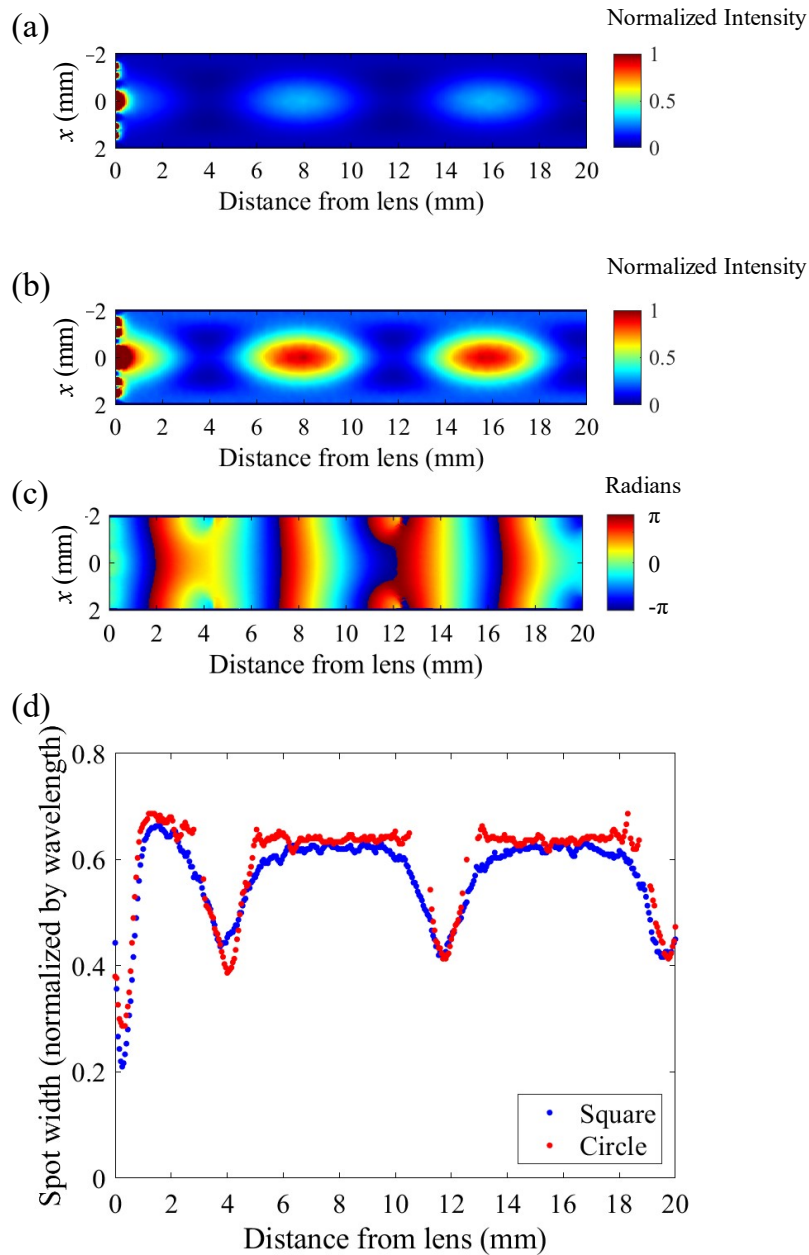 (a)
Normalized Intensity
-2
0
2
x (mm)
0 2 4 6 8 10 12 14 16 18 20
Distance from lens (mm)
1
0.5
0
(b)
Normalized Intensity
-2
0
2
x (mm)
0 2 4 6 8 10 12 14 16 18 20
Distance from lens (mm)
1
0.5
0
(c)
Radians
-2
0
2
x (mm)
0 2 4 6 8 10 12 14 16 18 20
Distance from lens (mm)
π
0
-π
(d)
0.8
0.6
0.4
0.2
0
Spot width (normalized by wavelength)
0 2 4 6 8 10 12 14 16 18 20
Distance from lens (mm)
Square
Circle